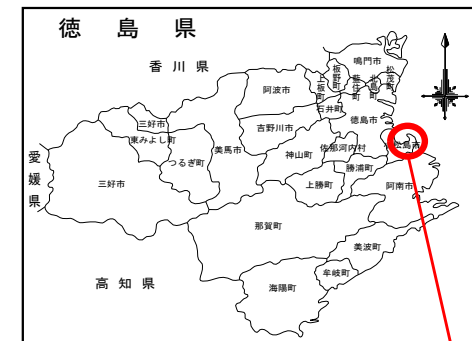 徳島県
香川県
愛媛県
高知県
鳴門市
松茂町
北島町
藍住町
板野町
上板町
阿波市
石井町
徳島市
吉野川市
三好市
東みよし町
美馬市
つるぎ町
神山町
佐那河内村
小松島市
勝浦町
上勝町
阿南市
三好市
那賀町
美波町
牟岐町
海陽町